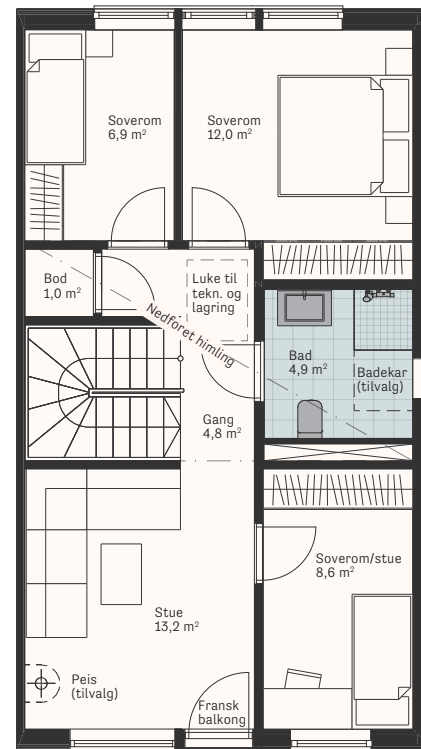 Soverom
6,9 m²
Soverom
12,0 m²
Bod
1,0 m²
Luke til
tekn. og
lagring
Nedforet himling
Bad
4,9 m²
Badekar
(tilvalg)
Gang
4,8 m²
Soverom/stue
8,6 m²
Stue
13,2 m²
Peis
(tilvalg)
Fransk
balkong